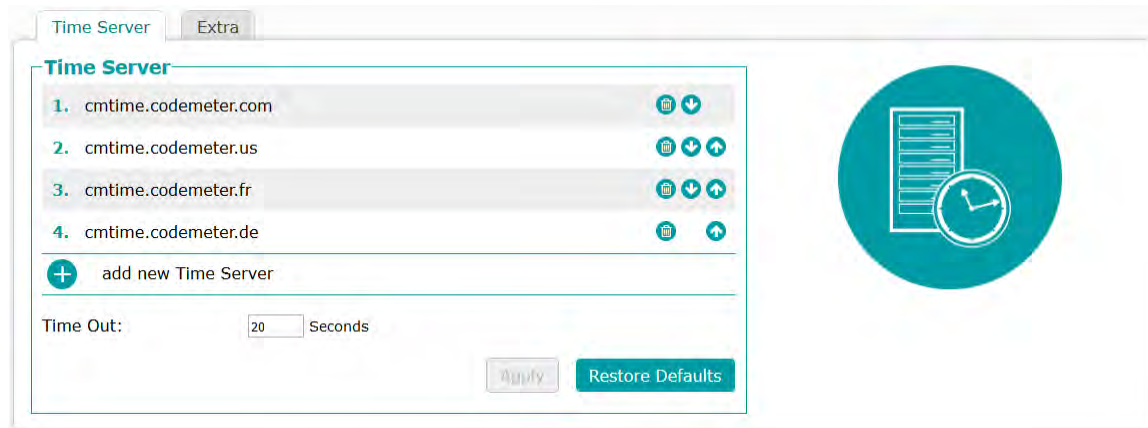 Time Server Extra
Time Server
1. cmtime.codemeter.com
2. cmtime.codemeter.us
3. cmtime.codemeter.fr
4. cmtime.codemeter.de
add new Time Server
Time Out: 20 Seconds
Apply Restore Defaults